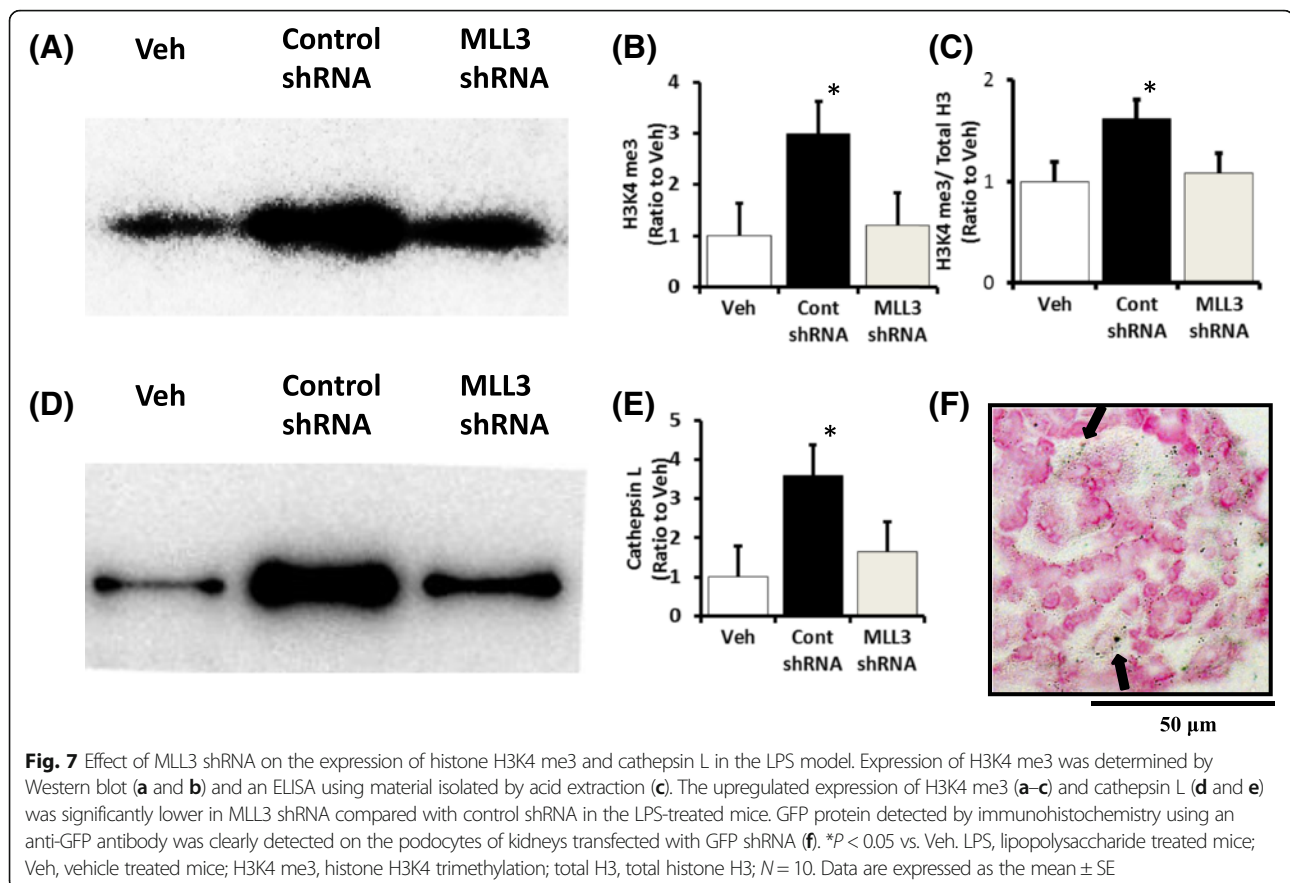 (A) Veh Control shRNA MLL3 shRNA
(B)
H3K4 me3
(Ratio to Veh)
4
3
2
1
0
*
Veh Cont shRNA MLL3 shRNA
(C)
H3K4 me3/ Total H3
(Ratio to Veh)
2
1
0
*
Veh Cont shRNA MLL3 shRNA
(D) Veh Control shRNA MLL3 shRNA
(E)
Cathepsin L
(Ratio to Veh)
5
4
3
2
1
0
*
Veh Cont shRNA MLL3 shRNA
(F)
50 µm
Fig. 7 Effect of MLL3 shRNA on the expression of histone H3K4 me3 and cathepsin L in the LPS model. Expression of H3K4 me3 was determined by
Western blot (a and b) and an ELISA using material isolated by acid extraction (c). The upregulated expression of H3K4 me3 (a–c) and cathepsin L (d and e)
was significantly lower in MLL3 shRNA compared with control shRNA in the LPS-treated mice. GFP protein detected by immunohistochemistry using an
anti-GFP antibody was clearly detected on the podocytes of kidneys transfected with GFP shRNA (f). *P < 0.05 vs. Veh. LPS, lipopolysaccharide treated mice;
Veh, vehicle treated mice; H3K4 me3, histone H3K4 trimethylation; total H3, total histone H3; N = 10. Data are expressed as the mean ± SE